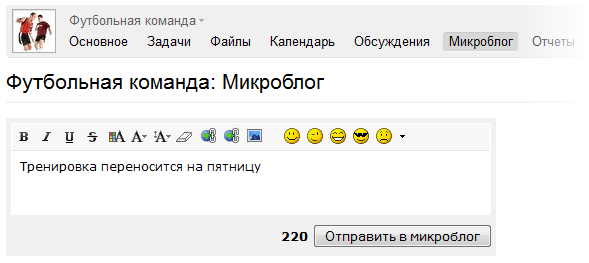 Футбольная команда
Основное Задачи Файлы Календарь Обсуждения Микроблог Отчеты
Футбольная команда: Микроблог
B I U S A A A
Тренировка переносится на пятницу
220 Отправить в микроблог